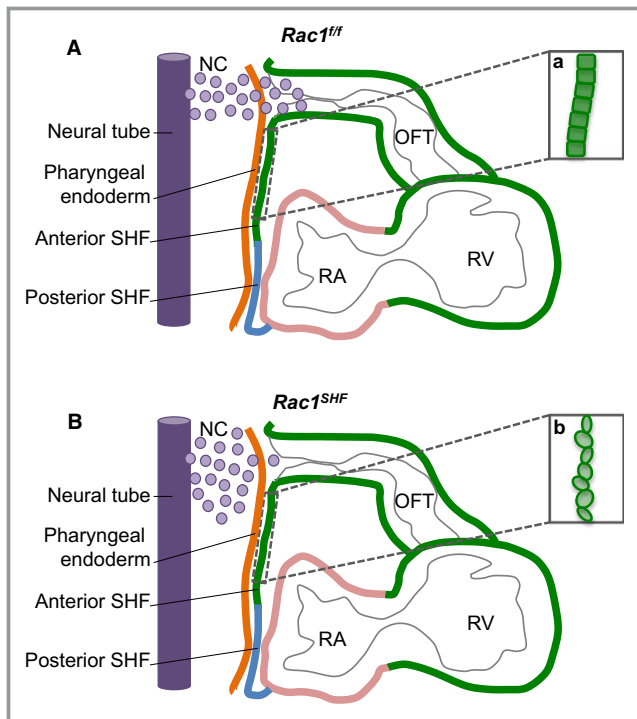 A
Rac1f/f
NC
a
Neural tube
OFT
Pharyngeal
endoderm
Anterior SHF
RA
RV
Posterior SHF
B
Rac1SHF
NC
b
Neural tube
OFT
Pharyngeal
endoderm
Anterior SHF
RA
RV
Posterior SHF